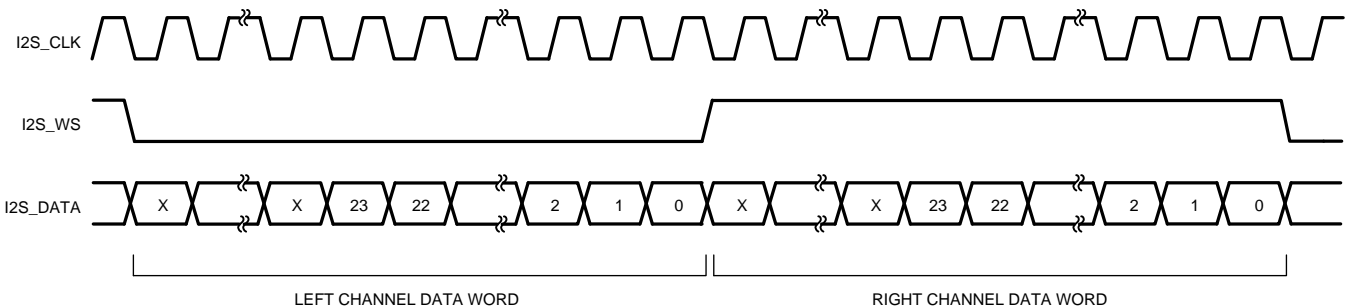 I2S_CLK
I2S_WS
I2S_DATA X X 23 22 2 1 0 X X 23 22 2 1 0
LEFT CHANNEL DATA WORD RIGHT CHANNEL DATA WORD